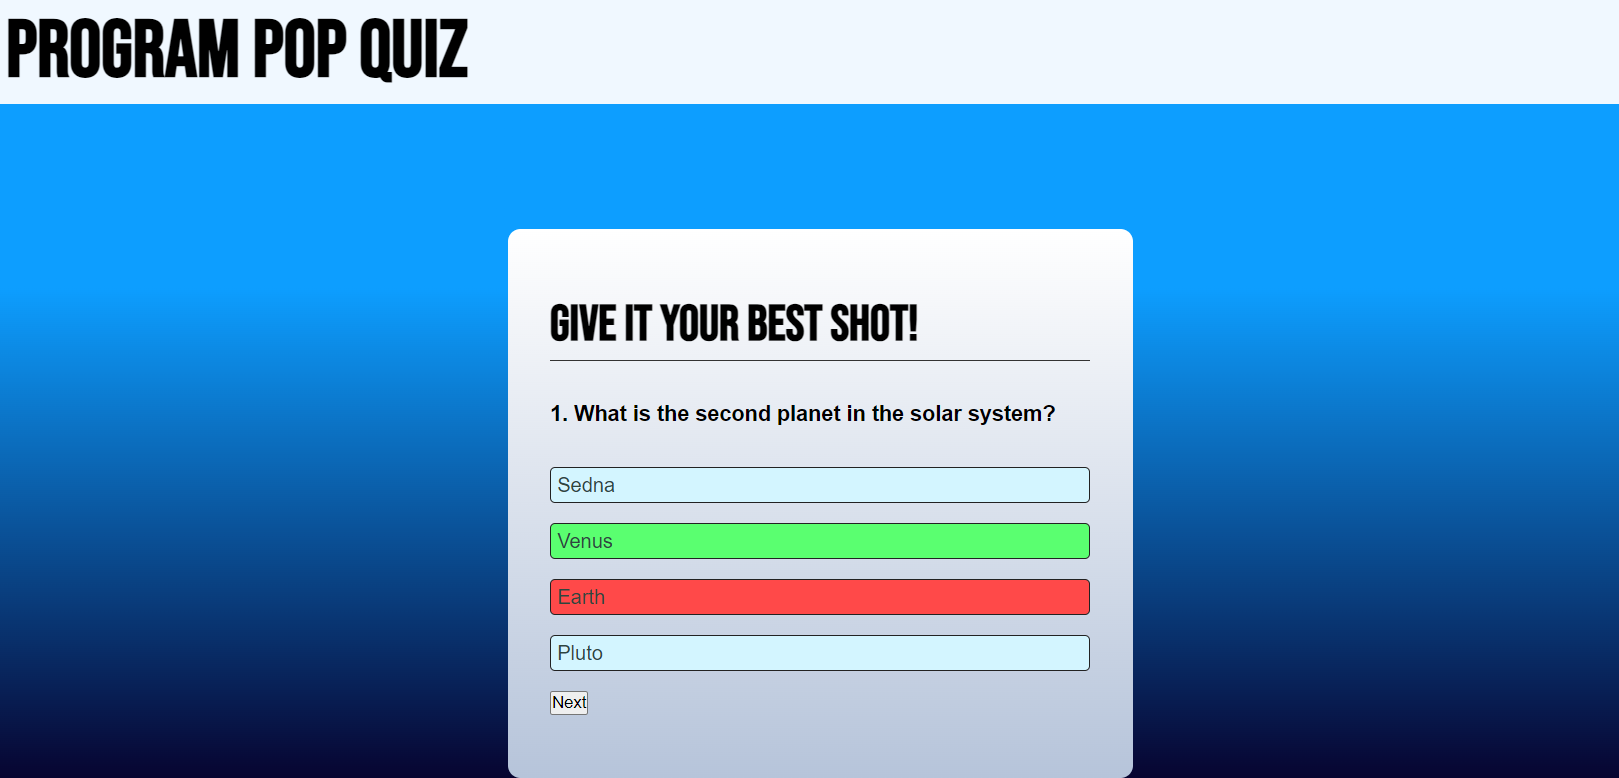 PROGRAM POP QUIZ
GIVE IT YOUR BEST SHOT!
1. What is the second planet in the solar system?
Sedna
Venus
Earth
Pluto
Next